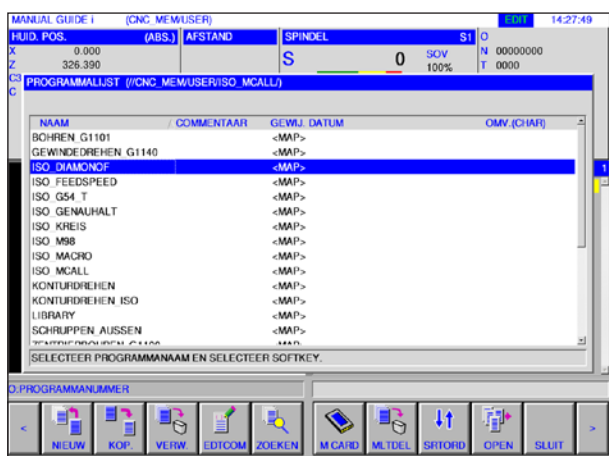 MANUAL GUIDE i (CNC_MEM/USER) EDIT 14:27:49
HUID. POS. (ABS.) AFSTAND SPINDEL S1 O
X 0.000 S 0 SOV N 00000000
Z 326.390 100% T 0000
C3
C
PROGRAMMALIJST (//CNC_MEM/USER/ISO_MCALL/)
NAAM / COMMENTAAR GEWIJ. DATUM OMV.(CHAR)
BOHREN_G1101 <MAP>
GEWINDEDREHEN_G1140 <MAP>
ISO_DIAMONOF <MAP>
1
ISO_FEEDSPEED <MAP>
ISO_G54_T <MAP>
ISO_GENAUHALT <MAP>
ISO_KREIS <MAP>
ISO_M98 <MAP>
ISO_MACRO <MAP>
ISO_MCALL <MAP>
KONTURDREHEN <MAP>
KONTURDREHEN_ISO <MAP>
LIBRARY <MAP>
SCHRUPPEN_AUSSEN <MAP>
SELECTEER PROGRAMMANAAM EN SELECTEER SOFTKEY.
O:PROGRAMMANUMMER
< NIEUW KOP. VERW. EDTCOM ZOEKEN M CARD MLTDEL SRTORD OPEN SLUIT >